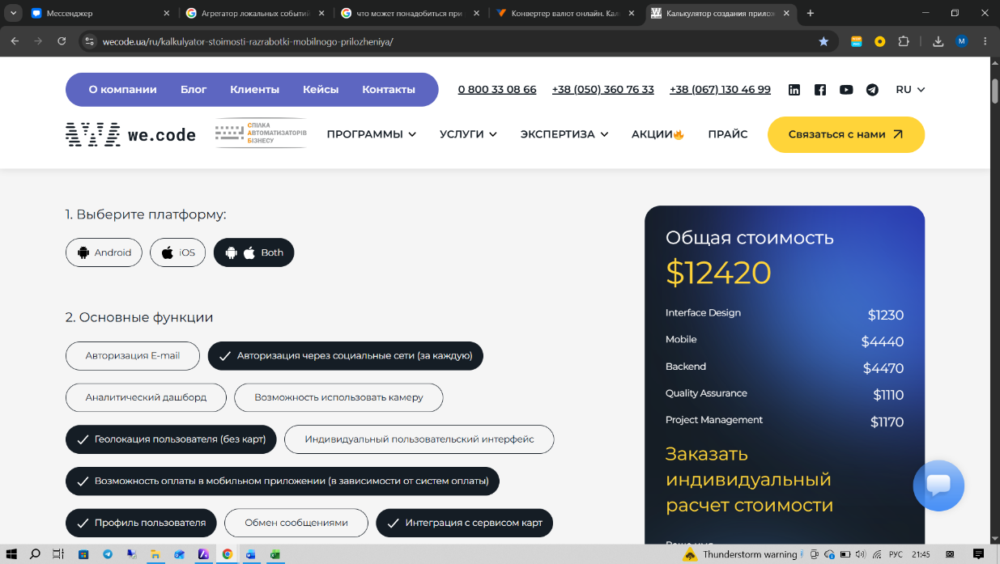 Мессенджер
Агрегатор локальных событий
что может понадобиться при
Конвертер валют онлайн. Кал
Калькулятор создания прилож
wecode.ua/ru/kalkulyator-stoimosti-razrabotki-mobilnogo-prilozheniya/
M
О компании Блог Клиенты Кейсы Контакты
0 800 33 08 66 +38 (050) 360 76 33 +38 (067) 130 46 99 RU
we.code
СПІЛКА
АВТОМАТИЗАТОРІВ
БІЗНЕСУ
ПРОГРАММЫ УСЛУГИ ЭКСПЕРТИЗА АКЦИИ ПРАЙС Связаться с нами
1. Выберите платформу:
Android iOS Both
2. Основные функции
Авторизация E-mail Авторизация через социальные сети (за каждую)
Аналитический дашборд Возможность использовать камеру
Геолокация пользователя (без карт) Индивидуальный пользовательский интерфейс
Возможность оплаты в мобильном приложении (в зависимости от систем оплаты)
Профиль пользователя Обмен сообщениями Интеграция с сервисом карт
Общая стоимость
$12420
Interface Design $1230
Mobile $4440
Backend $4470
Quality Assurance $1110
Project Management $1170
Заказать
индивидуальный
расчет стоимости
Thunderstorm warning РУС 21:45